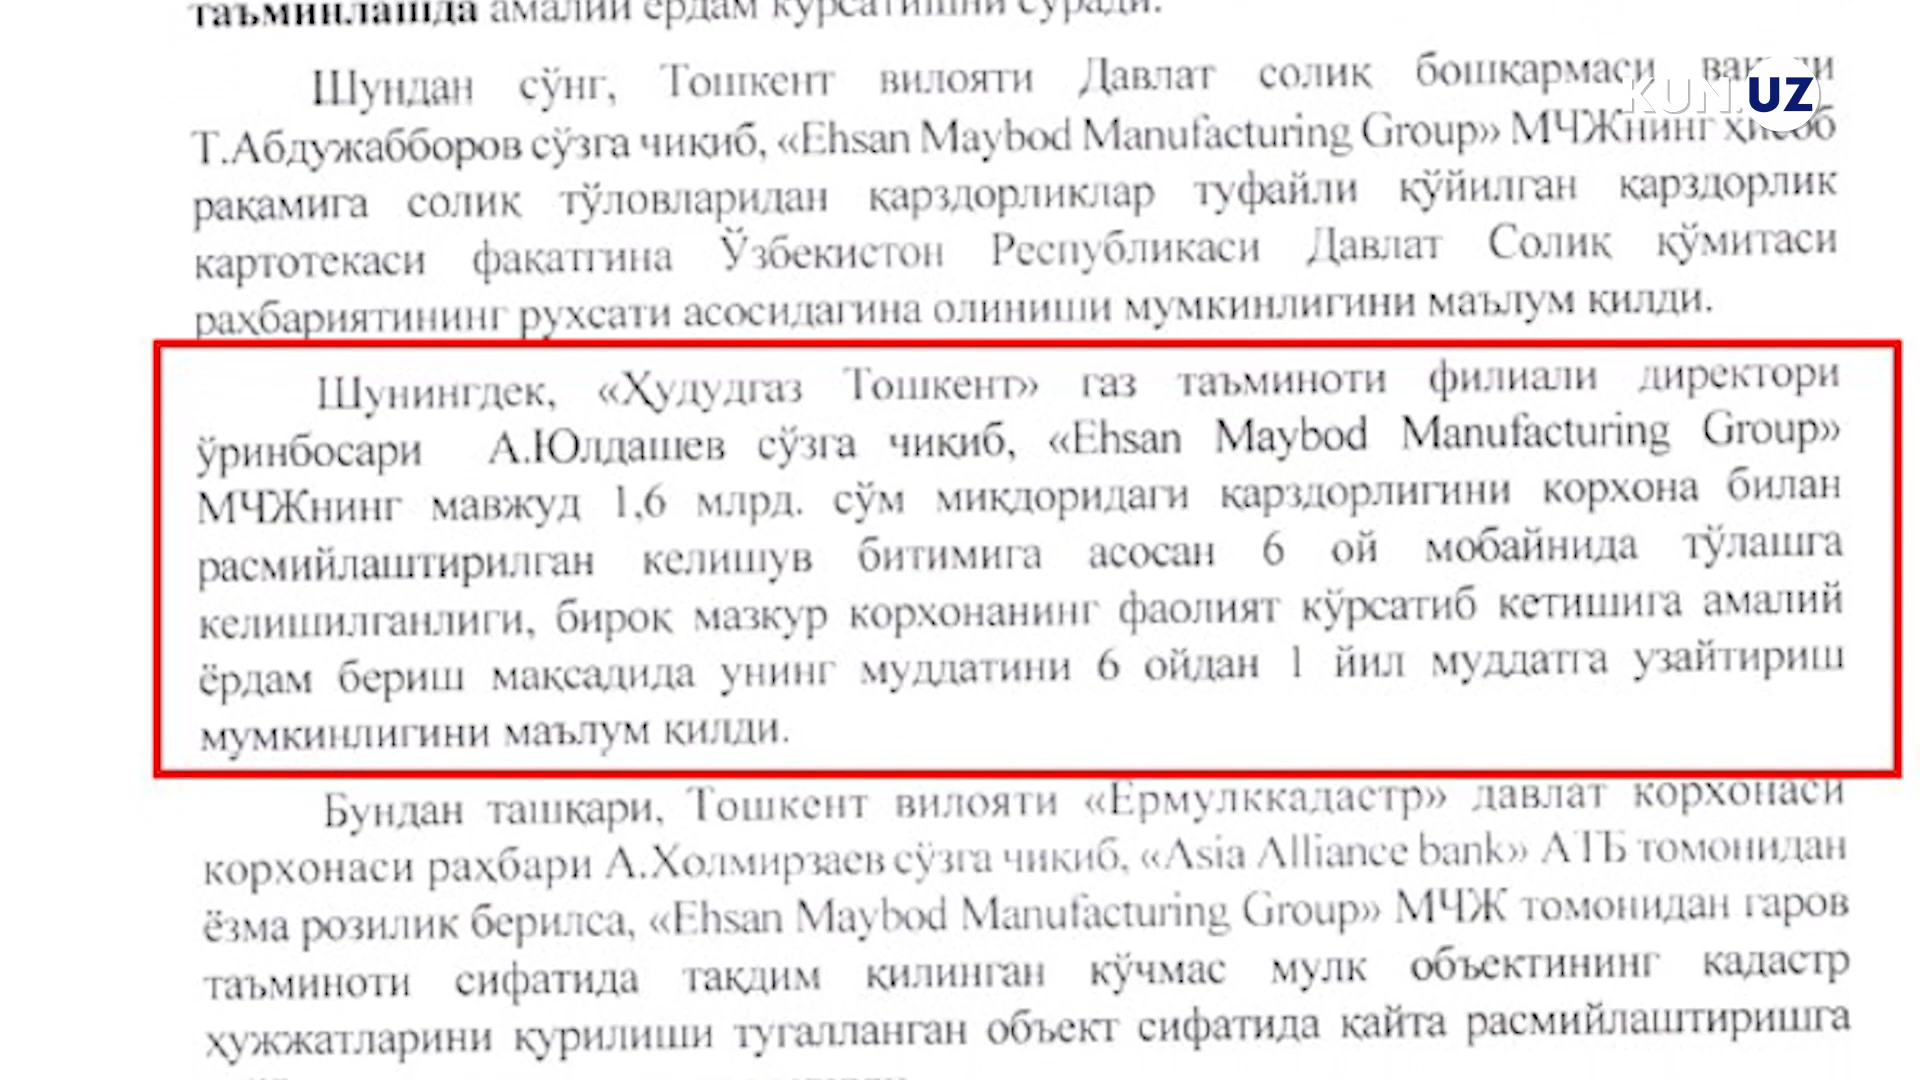 таъминлашда амалий ёрдам кўрсатишни сўради.
Шундан сўнг, Тошкент вилояти Давлат солиқ бошқармаси вакили
KUN.UZ
Т.Абдужабборов сўзга чиқиб, «Ehsan Maybod Manufacturing Group» МЧЖнинг ҳисоб
рақамига солиқ тўловларидан қарздорликлар туфайли қўйилган қарздорлик
картотекаси фақатгина Ўзбекистон Республикаси Давлат Солиқ қўмитаси
раҳбариятининг рухсати асосидагина олиниши мумкинлигини маълум қилди.
Шунингдек, «Ҳудудгаз Тошкент» газ таъминоти филиали директори
ўринбосари А.Юлдашев сўзга чиқиб, «Ehsan Maybod Manufacturing Group»
МЧЖнинг мавжуд 1,6 млрд. сўм миқдоридаги қарздорлигини корхона билан
расмийлаштирилган келишув битимига асосан 6 ой мобайнида тўлашга
келишилганлиги, бироқ мазкур корхонанинг фаолият кўрсатиб кетишига амалий
ёрдам бериш мақсадида унинг муддатини 6 ойдан 1 йил муддатга узайтириш
мумкинлигини маълум қилди.
Бундан ташқари, Тошкент вилояти «Ермулккадастр» давлат корхонаси
корхонаси раҳбари А.Холмирзаев сўзга чиқиб, «Asia Alliance bank» АТБ томонидан
ёзма розилик берилса, «Ehsan Maybod Manufacturing Group» МЧЖ томонидан гаров
таъминоти сифатида тақдим қилинган кўчмас мулк объектининг кадастр
ҳужжатларини қурилиши тугалланган объект сифатида қайта расмийлаштиришга